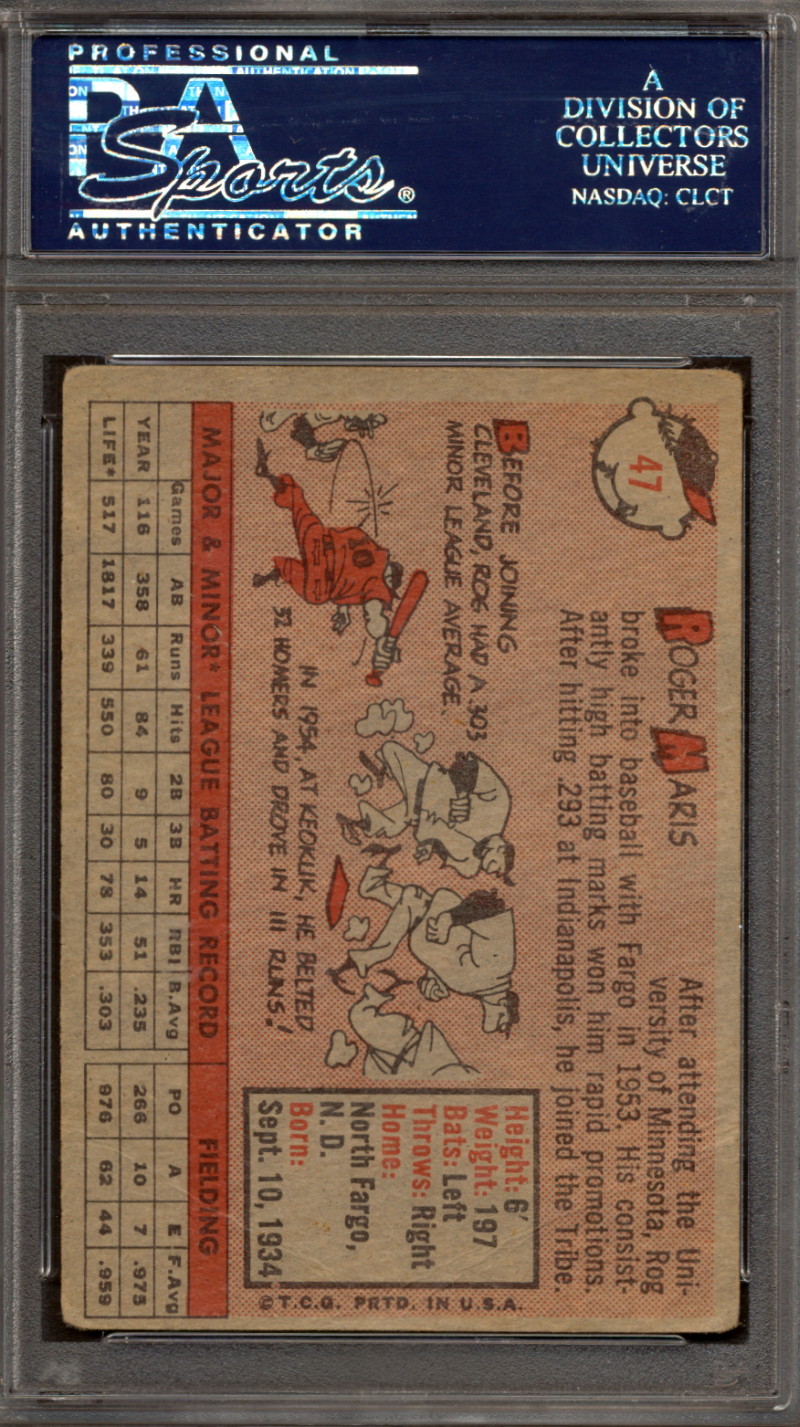 PROFESSIONAL
PSA
Sports®
AUTHENTICATOR
A
DIVISION OF
COLLECTORS
UNIVERSE
NASDAQ: CLCT
47
ROGER MARIS
After attending the Uni-
versity of Minnesota, Rog
broke into baseball with Fargo in 1953. His consist-
antly high batting marks won him rapid promotions.
After hitting .293 at Indianapolis, he joined the Tribe.
BEFORE JOINING
CLEVELAND, ROG HAD A .303
MINOR LEAGUE AVERAGE.
10
IN 1954, AT KEOKUK, HE BELTED
32 HOMERS AND DROVE IN 111 RUNS!
Height: 6'
Weight: 197
Bats: Left
Throws: Right
Home:
North Fargo,
N. D.
Born:
Sept. 10, 1934
MAJOR & MINOR* LEAGUE BATTING RECORD FIELDING
Games AB Runs Hits 2B 3B HR RBI B.Avg PO A E F.Avg
YEAR 116 358 61 84 9 5 14 51 .235 266 10 7 .975
LIFE* 517 1817 339 550 80 30 78 353 .303 976 62 44 .959
©T.C.G. PRTD. IN U.S.A.